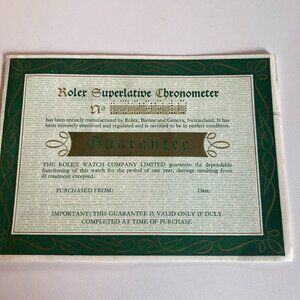 Rolex Superlative Chronometer
No
has been entirely manufactured by Rolex, Bienne and Geneva, Switzerland. It has
been minutely examined and regulated and is certified to be in perfect condition.
Guarantee
THE ROLEX WATCH COMPANY LIMITED guarantee the dependable
functioning of this watch for the period of one year, damage resulting from
ill treatment excepted.
PURCHASED FROM: Date:
IMPORTANT! THIS GUARANTEE IS VALID ONLY IF DULY
COMPLETED AT TIME OF PURCHASE.